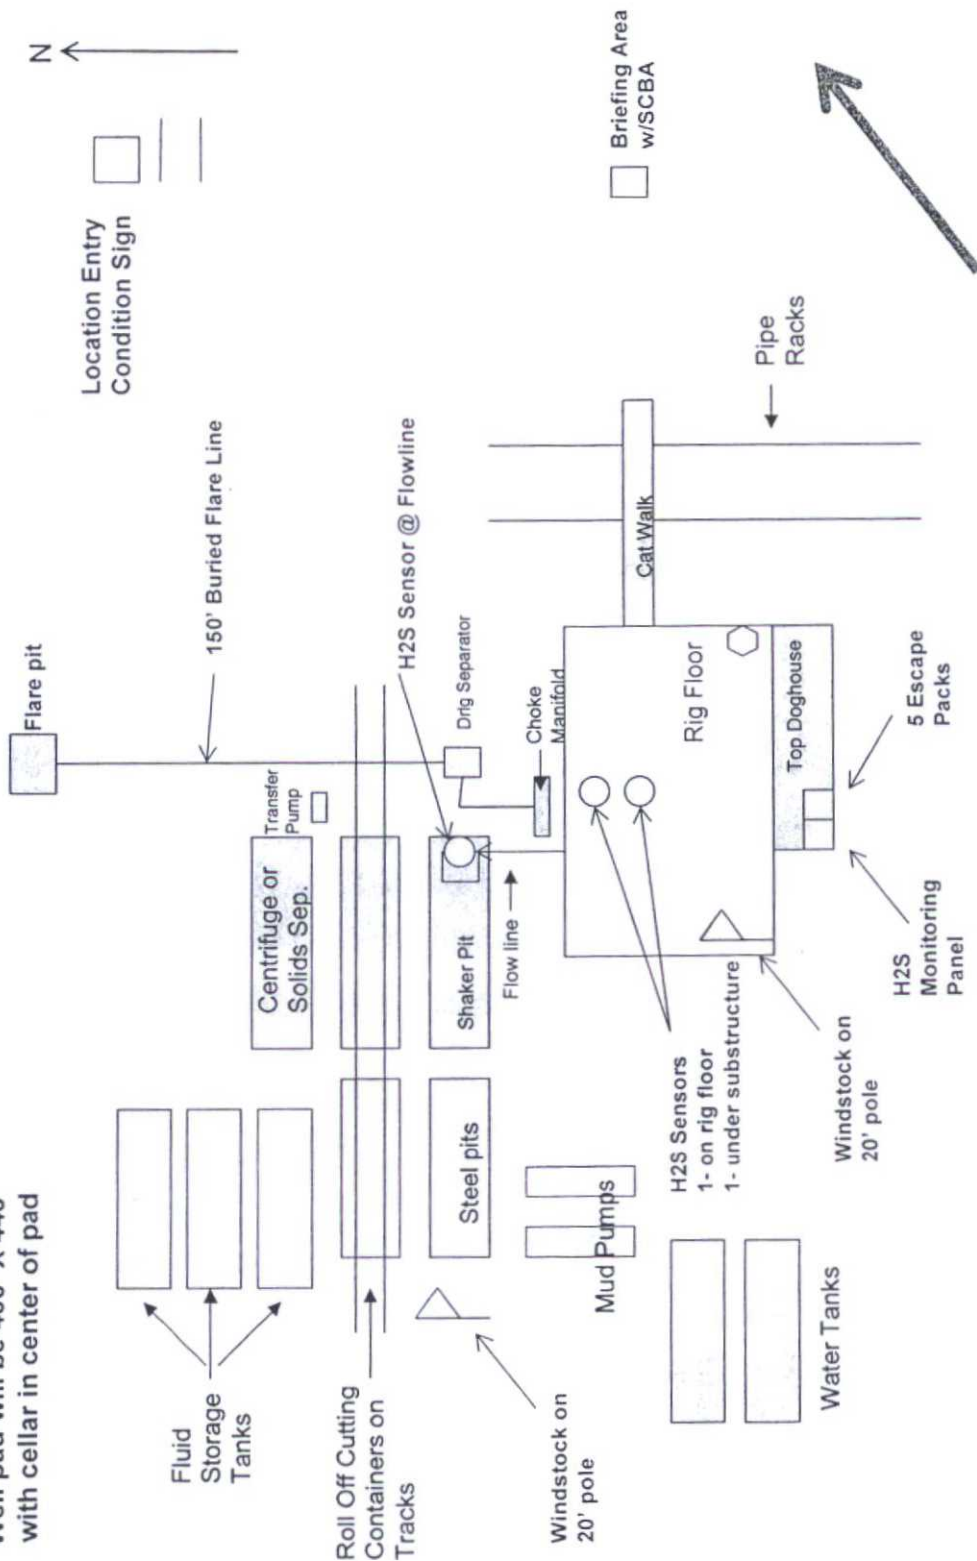 Well pad will be
with cellar in center of pad
Fluid
Storage
Tanks
Roll Off Cutting
Containers on
Tracks
Windstock on
20' pole
Centrifuge or
Solids Sep.
Transfer
Pump
Flare pit
150' Buried Flare Line
H2S Sensor @ Flowline
Location Entry
Condition Sign
N
Steel pits
Shaker Pit
Drlg Separator
Flow line
Choke
Manifold
Mud Pumps
Water Tanks
H2S Sensors
1- on rig floor
1- under substructure
Rig Floor
Cat Walk
Pipe
Racks
Briefing Area
w/SCBA
Top Doghouse
Windstock on
20' pole
H2S
Monitoring
Panel
5 Escape
Packs